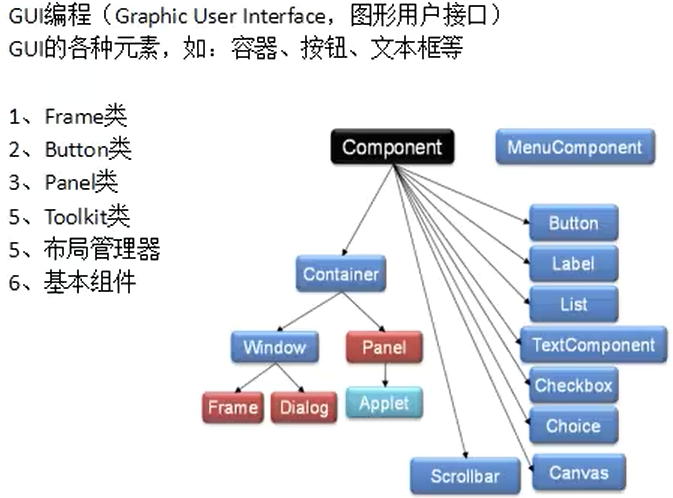 GUI编程（Graphic User Interface，图形用户接口）
GUI的各种元素，如：容器、按钮、文本框等
1、Frame类
2、Button类
3、Panel类
5、Toolkit类
5、布局管理器
6、基本组件
Component
MenuComponent
Button
Label
Container
List
Window
Panel
TextComponent
Checkbox
Frame
Dialog
Applet
Choice
Scrollbar
Canvas